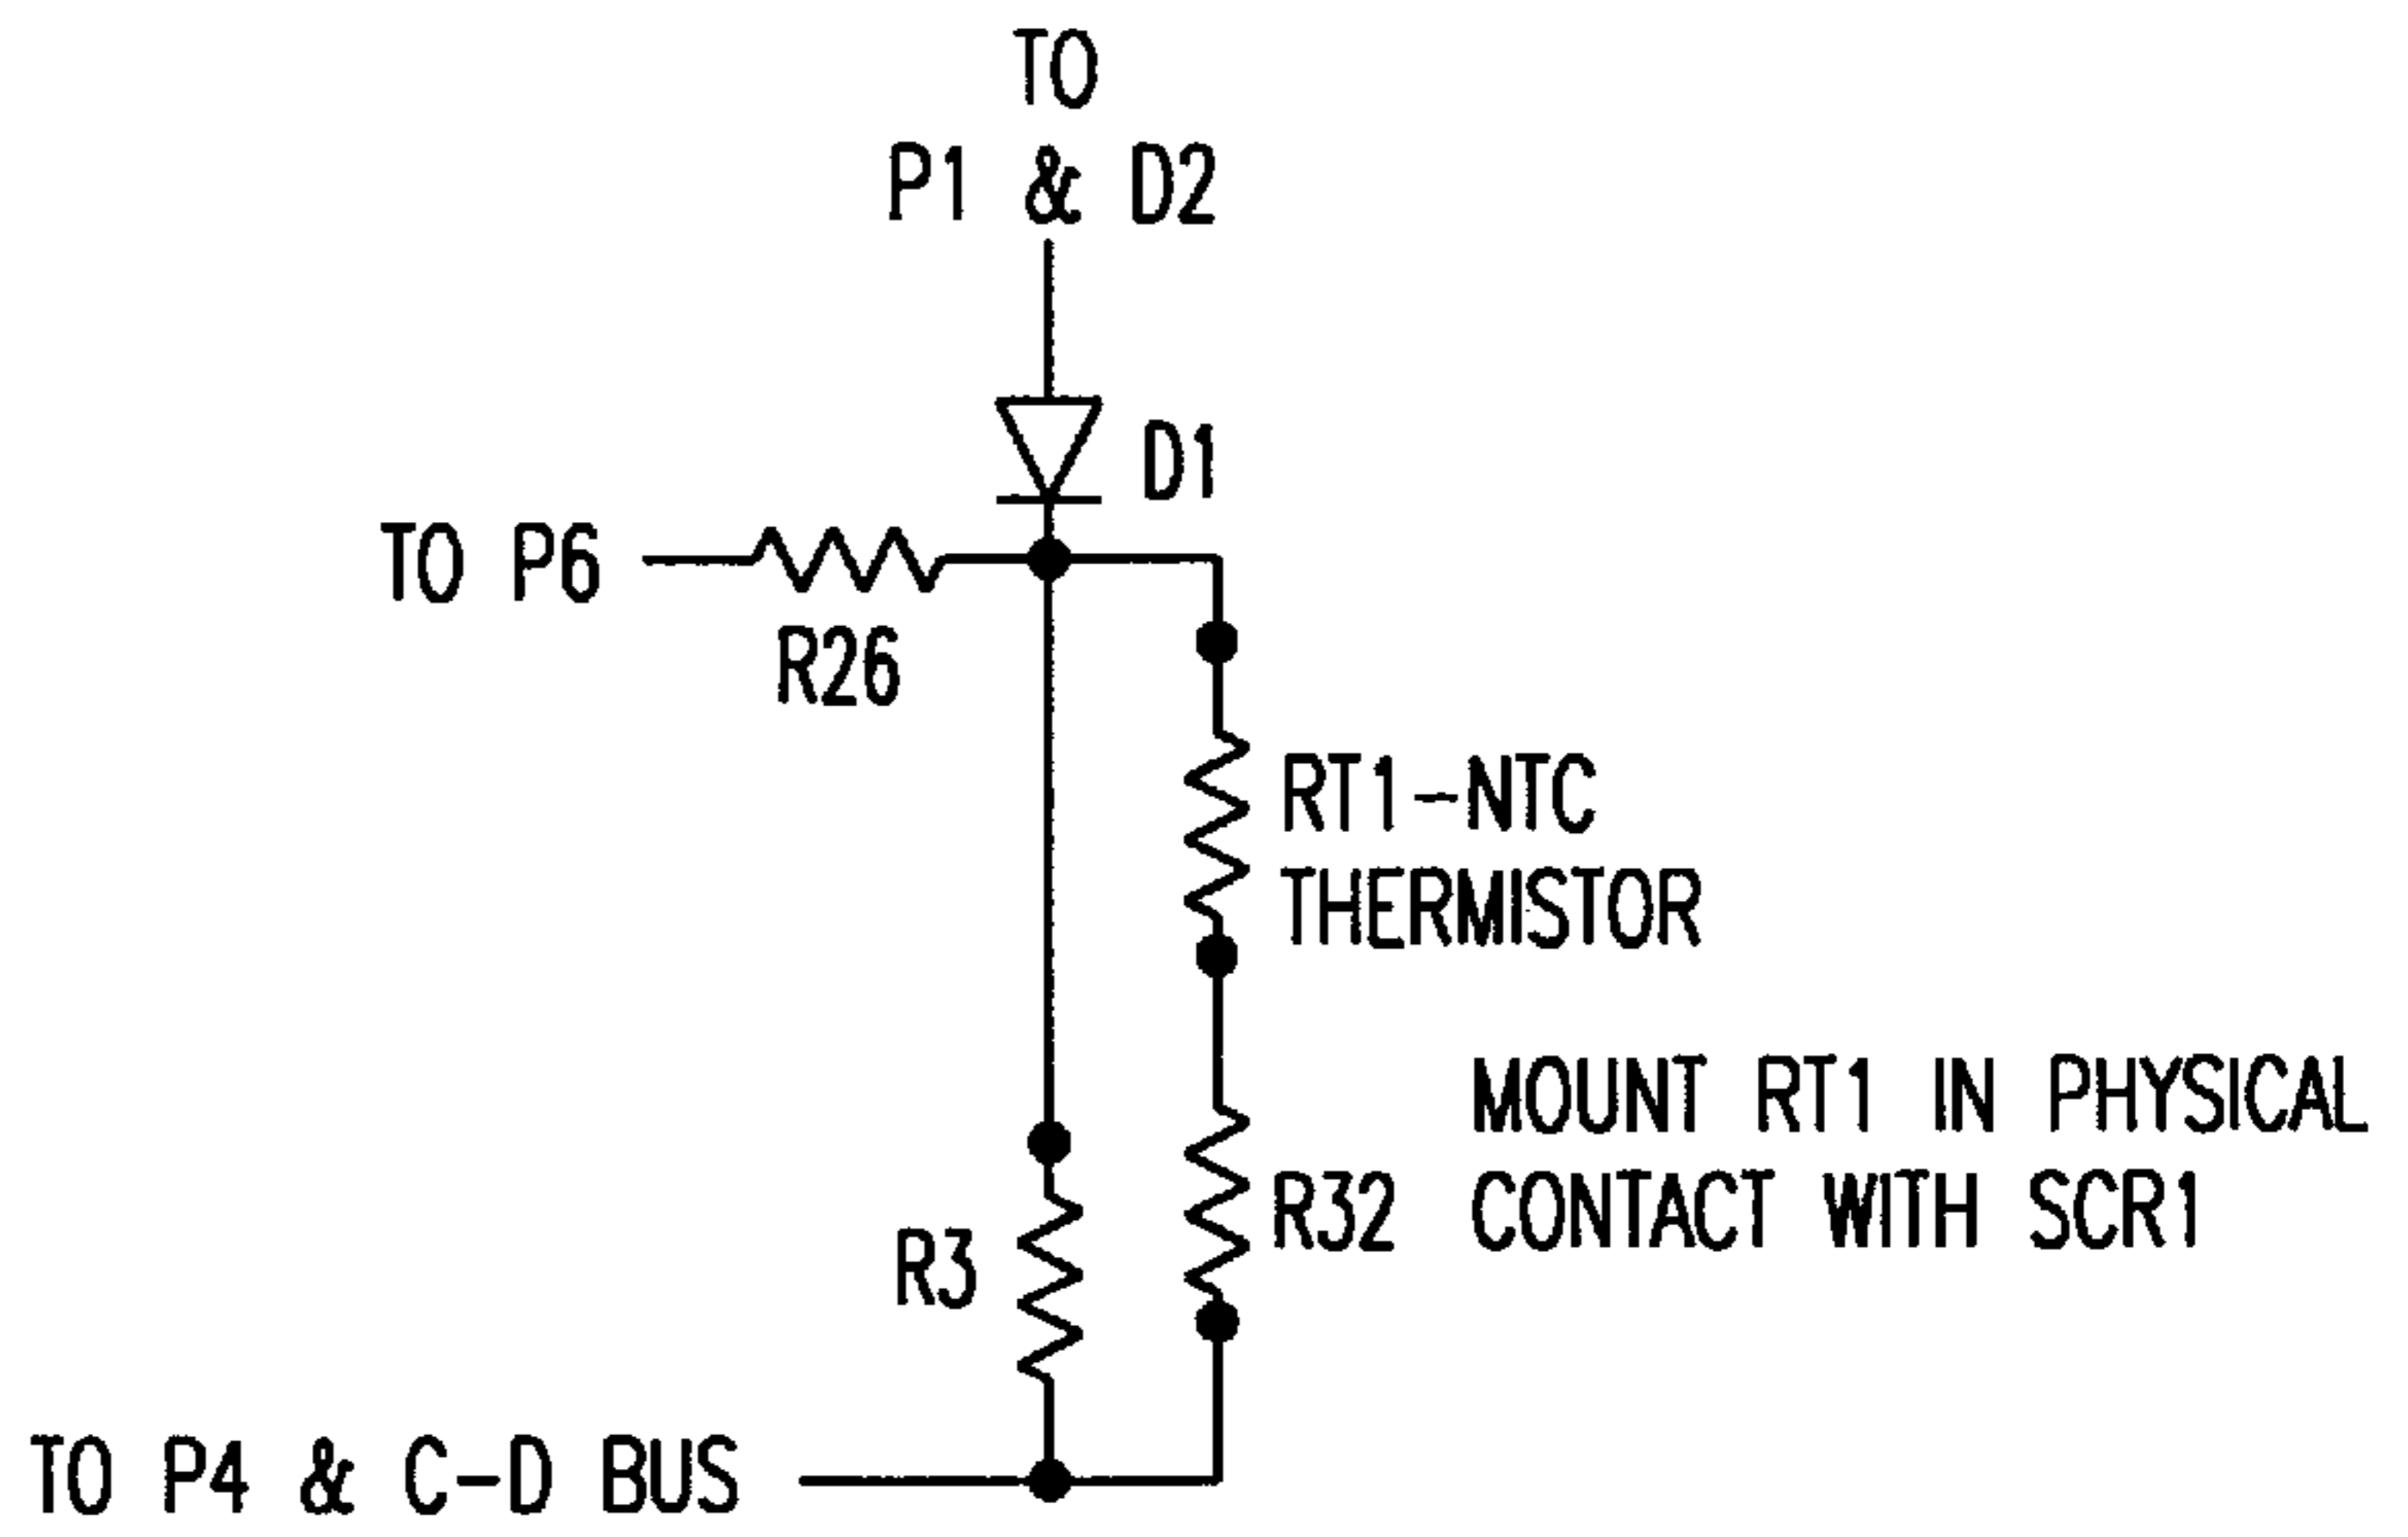 TO
P1 & D2
D1
TO P6
R26
RT1-NTC
THERMISTOR
MOUNT RT1 IN PHYSICAL
CONTACT WITH SCR1
R32
R3
TO P4 & C-D BUS